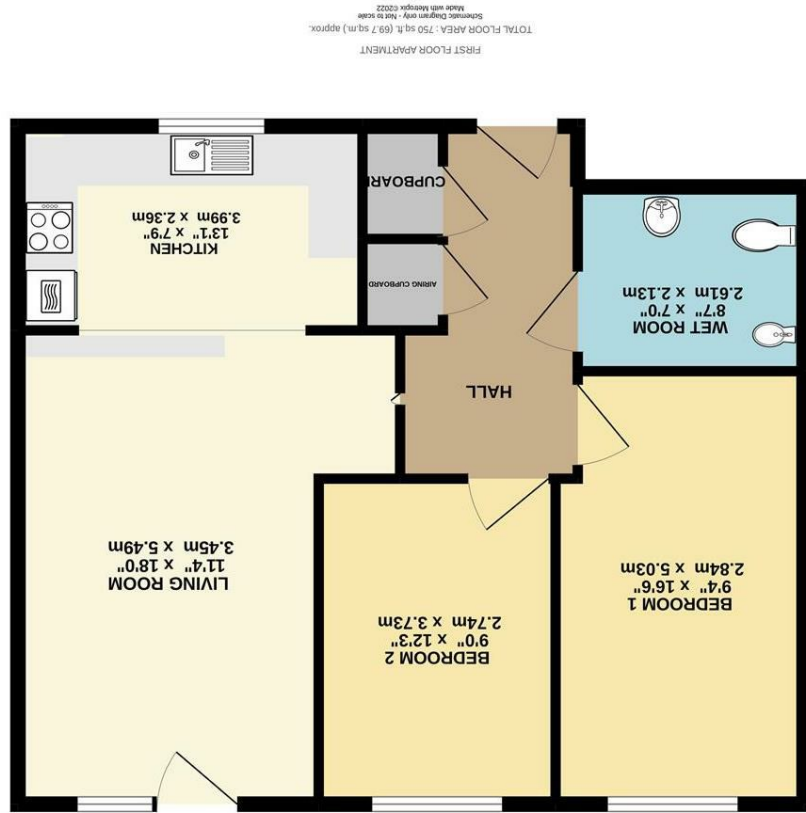 FIRST FLOOR APARTMENT
TOTAL FLOOR AREA : 750 sq.ft. (69.7 sq.m.) approx.
Schematic Diagram only - Not to scale
Made with Metropix ©2022
BEDROOM 1
9'4" x 16'6"
2.84m x 5.03m
BEDROOM 2
9'0" x 12'3"
2.74m x 3.73m
LIVING ROOM
11'4" x 18'0"
3.45m x 5.49m
HALL
WET ROOM
8'7" x 7'0"
2.61m x 2.13m
AIRING CUPBOARD
CUPBOARD
KITCHEN
13'1" x 7'9"
3.99m x 2.36m